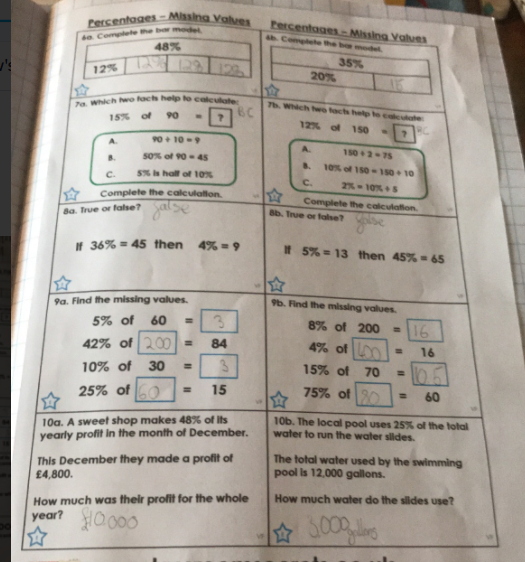 Percentages – Missing Values
Percentages – Missing Values
6a. Complete the bar model.
48%
12% 12% 12% 12%
6b. Complete the bar model.
35%
20% 15
7a. Which two facts help to calculate:
15% of 90 = ? BC
A. 90 ÷ 10 = 9
B. 50% of 90 = 45
C. 5% is half of 10%
Complete the calculation.
7b. Which two facts help to calculate:
12% of 150 = ? BC
A. 150 ÷ 2 = 75
B. 10% of 150 = 150 ÷ 10
C. 2% = 10% ÷ 5
Complete the calculation.
8a. True or false? false
If 36% = 45 then 4% = 9
8b. True or false? false
If 5% = 13 then 45% = 65
9a. Find the missing values.
5% of 60 = 3
42% of 200 = 84
10% of 30 = 3
25% of 60 = 15
9b. Find the missing values.
8% of 200 = 16
4% of 400 = 16
15% of 70 = 10.5
75% of 80 = 60
10a. A sweet shop makes 48% of its
yearly profit in the month of December.
This December they made a profit of
£4,800.
How much was their profit for the whole
year? £10,000
10b. The local pool uses 25% of the total
water to run the water slides.
The total water used by the swimming
pool is 12,000 gallons.
How much water do the slides use?
3000 gallons